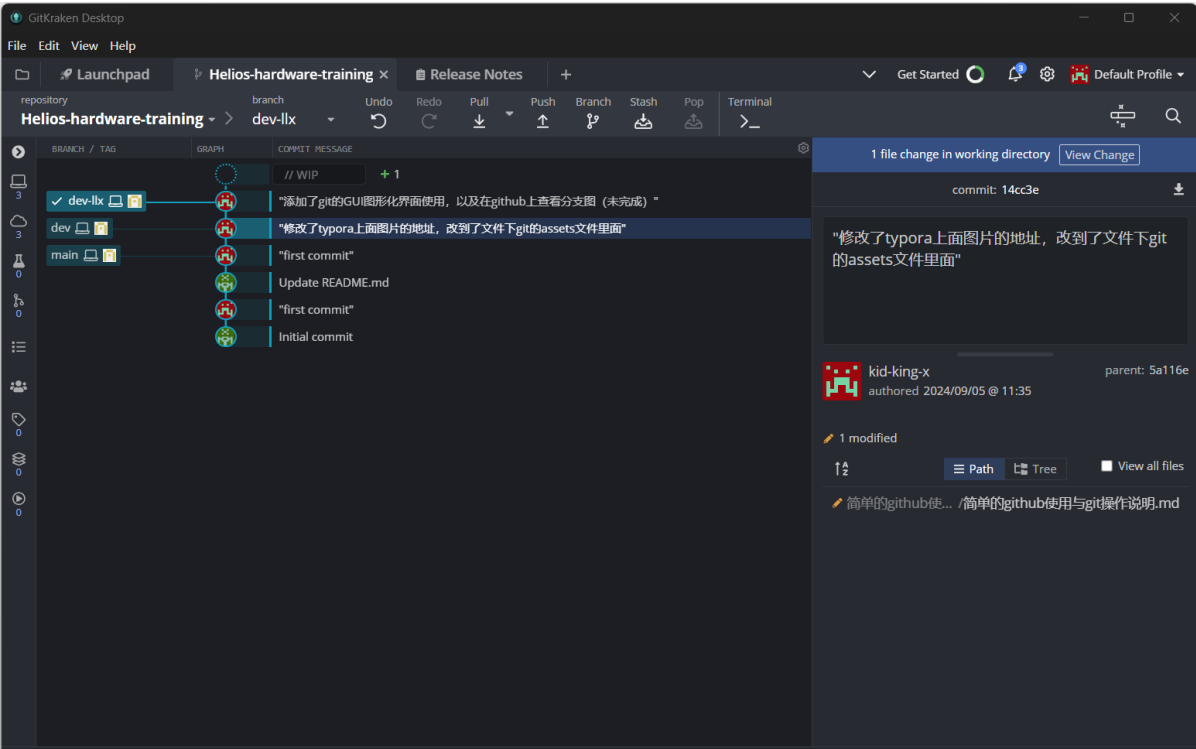 GitKraken Desktop
File Edit View Help
Launchpad
Helios-hardware-training
Release Notes
Get Started
3
Default Profile
repository
Helios-hardware-training
branch
dev-llx
Undo
Redo
Pull
Push
Branch
Stash
Pop
Terminal
BRANCH / TAG
GRAPH
COMMIT MESSAGE
3
3
0
0
0
0
0
// WIP
+ 1
dev-llx
"添加了git的GUI图形化界面使用，以及在github上查看分支图（未完成）"
dev
"修改了typora上面图片的地址，改到了文件下git的assets文件里面"
main
"first commit"
Update README.md
"first commit"
Initial commit
1 file change in working directory
View Change
commit: 14cc3e
"修改了typora上面图片的地址，改到了文件下git
的assets文件里面"
kid-king-x
parent: 5a116e
authored 2024/09/05 @ 11:35
1 modified
Path
Tree
View all files
简单的github使... /简单的github使用与git操作说明.md